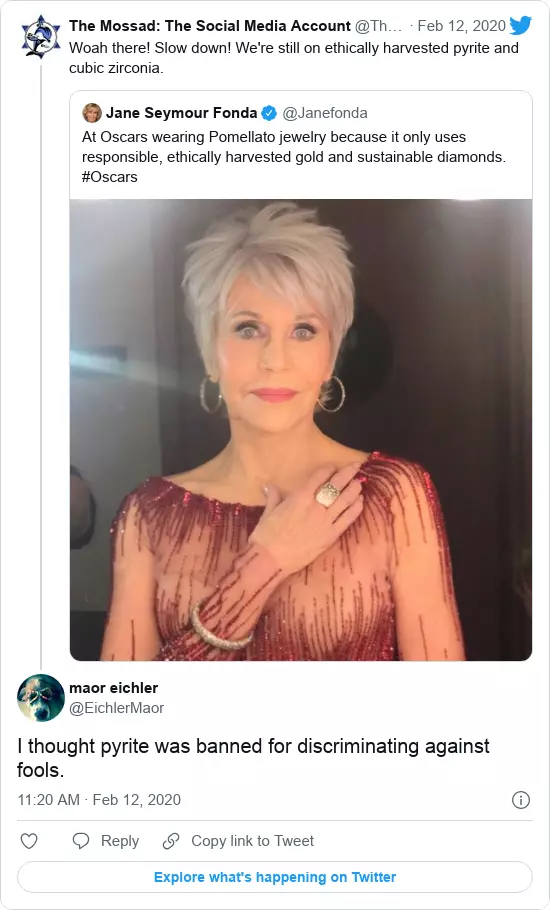 The Mossad: The Social Media Account @Th... · Feb 12, 2020
Woah there! Slow down! We're still on ethically harvested pyrite and
cubic zirconia.
Jane Seymour Fonda @Janefonda
At Oscars wearing Pomellato jewelry because it only uses
responsible, ethically harvested gold and sustainable diamonds.
#Oscars
maor eichler
@EichlerMaor
I thought pyrite was banned for discriminating against
fools.
11:20 AM · Feb 12, 2020
Reply Copy link to Tweet
Explore what's happening on Twitter